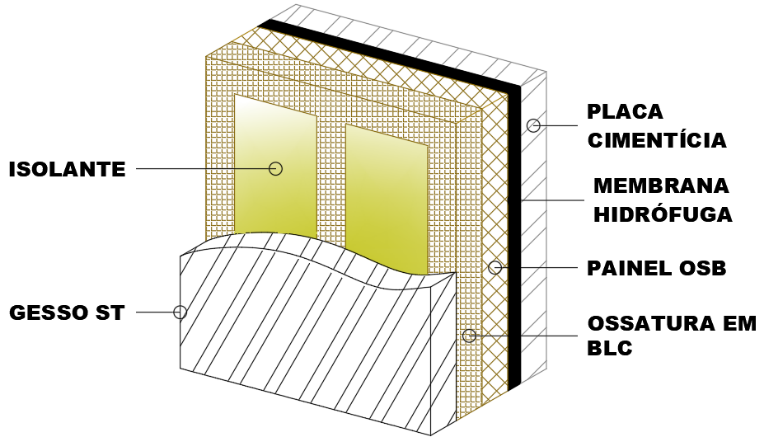 ISOLANTE
GESSO ST
PLACA
CIMENTÍCIA
MEMBRANA
HIDRÓFUGA
PAINEL OSB
OSSATURA EM
BLC